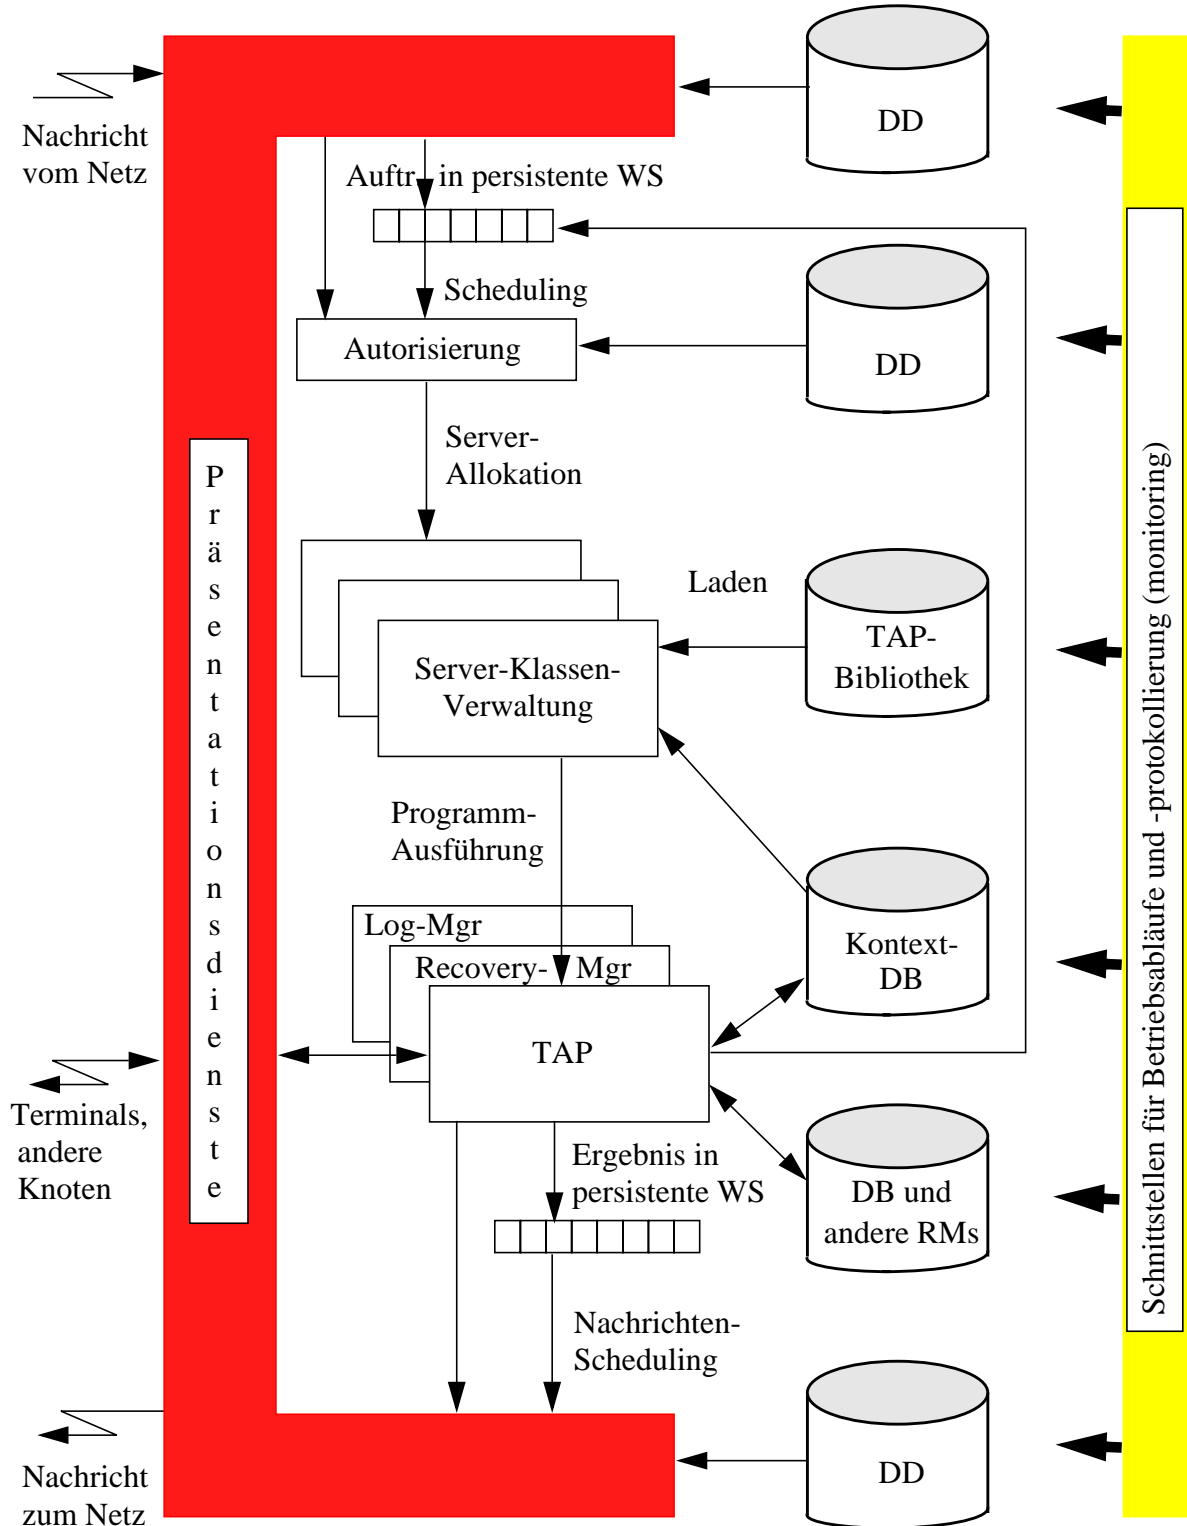 DD
Nachricht
vom Netz
Auftr. in persistente WS
Scheduling
Autorisierung
DD
Server-
Allokation
Präsentationsdienste
Laden
TAP-
Bibliothek
Server-Klassen-
Verwaltung
Programm-
Ausführung
Log-Mgr
Recovery- Mgr
Kontext-
DB
TAP
Terminals,
andere
Knoten
Ergebnis in
persistente WS
DB und
andere RMs
Nachrichten-
Scheduling
Nachricht
zum Netz
DD
Schnittstellen für Betriebsabläufe und -protokollierung (monitoring)